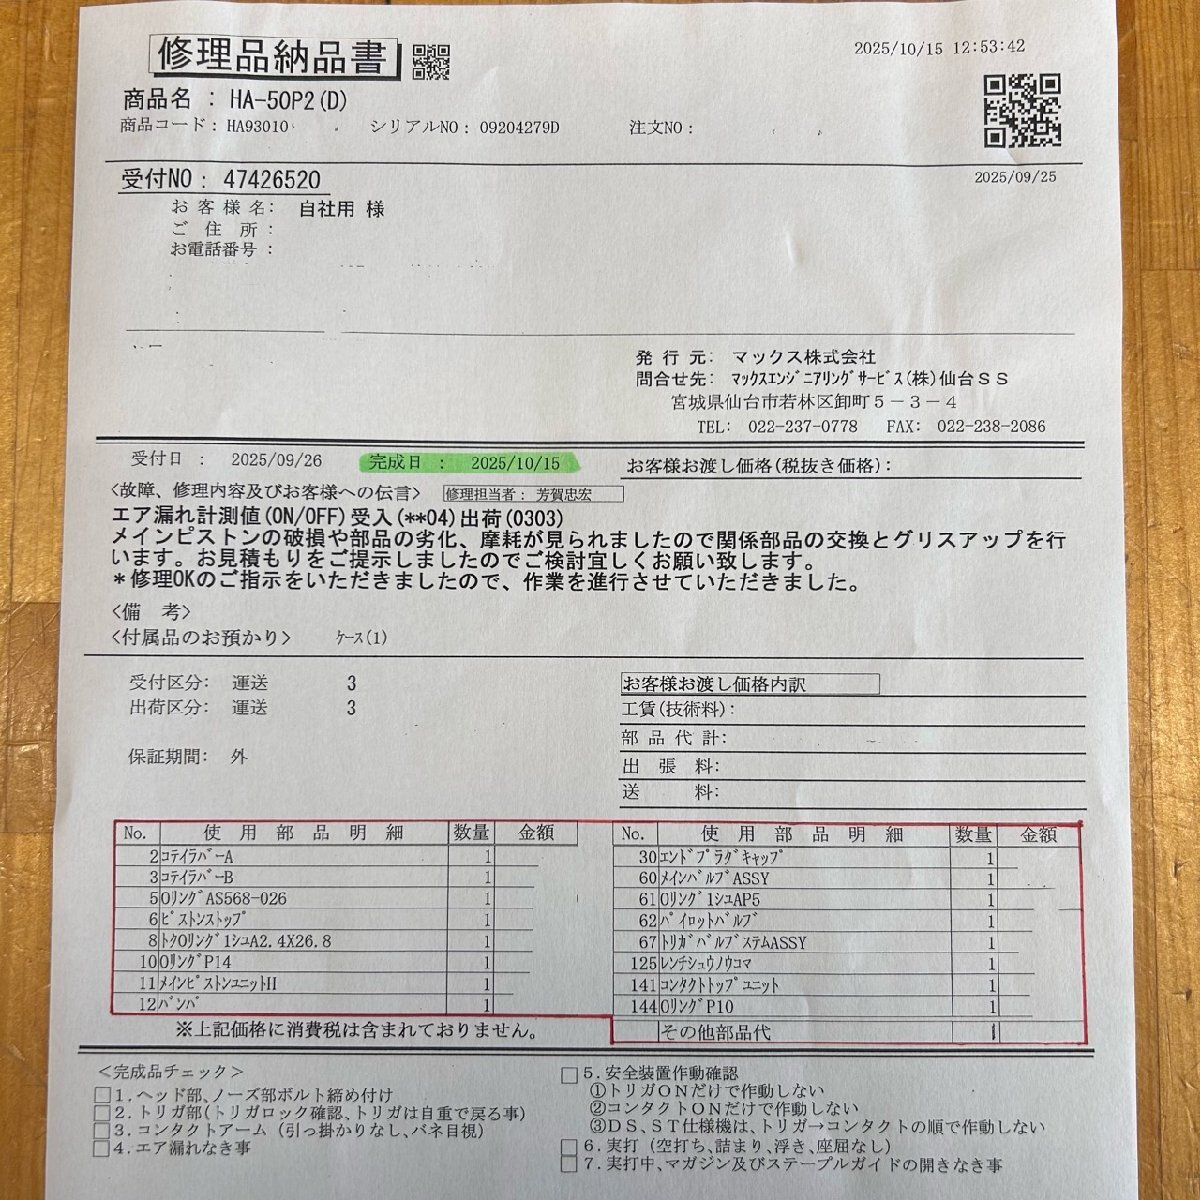 修理品納品書
2025/10/15 12:53:42
商品名 : HA-50P2(D)
商品コード: HA93010 シリアルNO: 09204279D 注文NO:
受付NO : 47426520
2025/09/25
お客様名: 自社用 様
ご住所:
お電話番号:
発行元: マックス株式会社
問合せ先: ﾏｯｸｽｴﾝｼﾞﾆｱﾘﾝｸﾞｻｰﾋﾞｽ(株)仙台ＳＳ
宮城県仙台市若林区卸町５－３－４
TEL: 022-237-0778 FAX: 022-238-2086
受付日 : 2025/09/26 完成日 : 2025/10/15 お客様お渡し価格(税抜き価格):
<故障、修理内容及びお客様への伝言> 修理担当者: 芳賀忠宏
エア漏れ計測値(ON/OFF)受入(**04)出荷(0303)
メインピストンの破損や部品の劣化、摩耗が見られましたので関係部品の交換とグリスアップを行
います。お見積もりをご提示しましたのでご検討宜しくお願い致します。
*修理OKのご指示をいただきましたので、作業を進行させていただきました。
<備 考>
<付属品のお預かり> ｹｰｽ(1)
受付区分: 運送 3
出荷区分: 運送 3
保証期間: 外
お客様お渡し価格内訳
工賃(技術料):
部品代計:
出張料:
送料:
No. 使用部品明細 数量 金額
2 ｺﾃｲﾗﾊﾞｰA 1
3 ｺﾃｲﾗﾊﾞｰB 1
5 OﾘﾝｸﾞAS568-026 1
6 ﾋﾟｽﾄﾝｽﾄｯﾌﾟ 1
8 ﾄｸOﾘﾝｸﾞ1ｼｭA2.4X26.8 1
10 OﾘﾝｸﾞP14 1
11 ﾒｲﾝﾋﾟｽﾄﾝﾕﾆｯﾄH 1
12 ﾊﾞﾝﾊﾟ 1
※上記価格に消費税は含まれておりません。
No. 使用部品明細 数量 金額
30 ｴﾝﾄﾞﾌﾟﾗｸﾞｷｬｯﾌﾟ 1
60 ﾒｲﾝﾊﾞﾙﾌﾞASSY 1
61 Oﾘﾝｸﾞ1ｼｭAP5 1
62 ﾊﾟｲﾛｯﾄﾊﾞﾙﾌﾞ 1
67 ﾄﾘｶﾞﾊﾞﾙﾌﾞｽﾃﾑASSY 1
125 ﾚﾝﾃﾞｼｭｳﾉｳｺﾏ 1
141 ｺﾝﾀｸﾄﾄｯﾌﾟﾕﾆｯﾄ 1
144 OﾘﾝｸﾞP10 1
その他部品代 1
<完成品チェック>
□1.ヘッド部、ノーズ部ボルト締め付け
□2.トリガ部(トリガロック確認、トリガは自重で戻る事)
□3.コンタクトアーム (引っ掛かりなし、バネ目視)
□4.エア漏れなき事
□5.安全装置作動確認
①トリガＯＮだけで作動しない
②コンタクトＯＮだけで作動しない
③ＤＳ、ＳＴ仕様機は、トリガ→コンタクトの順で作動しない
□6.実打 (空打ち、詰まり、浮き、座屈なし)
□7.実打中、マガジン及びステープルガイドの開きなき事